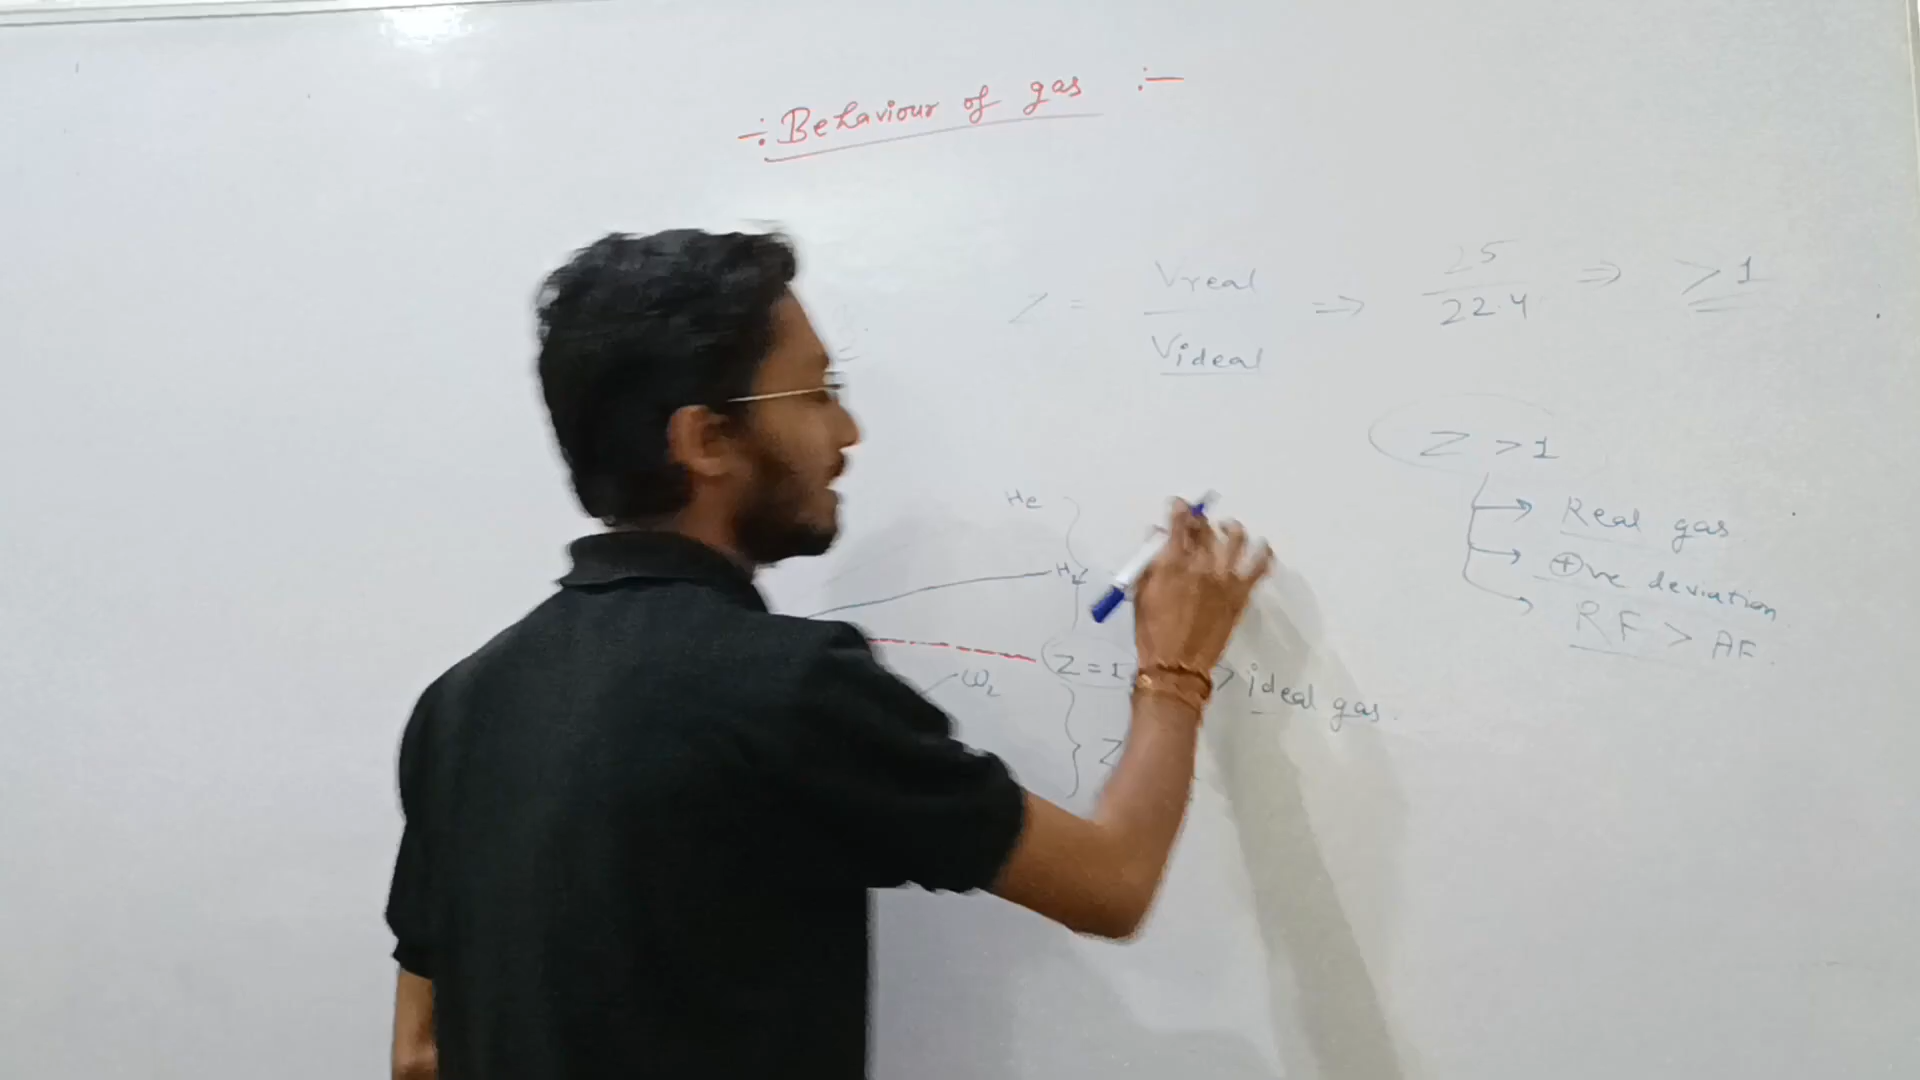 ÷ Behaviour of gas :-
Z = Vreal / Videal ⇒ 25 / 22.4 ⇒ > 1
Z > 1
He
Real gas
⊕ve deviation
H2
RF > AF.
Z = 1
ideal gas.
Z